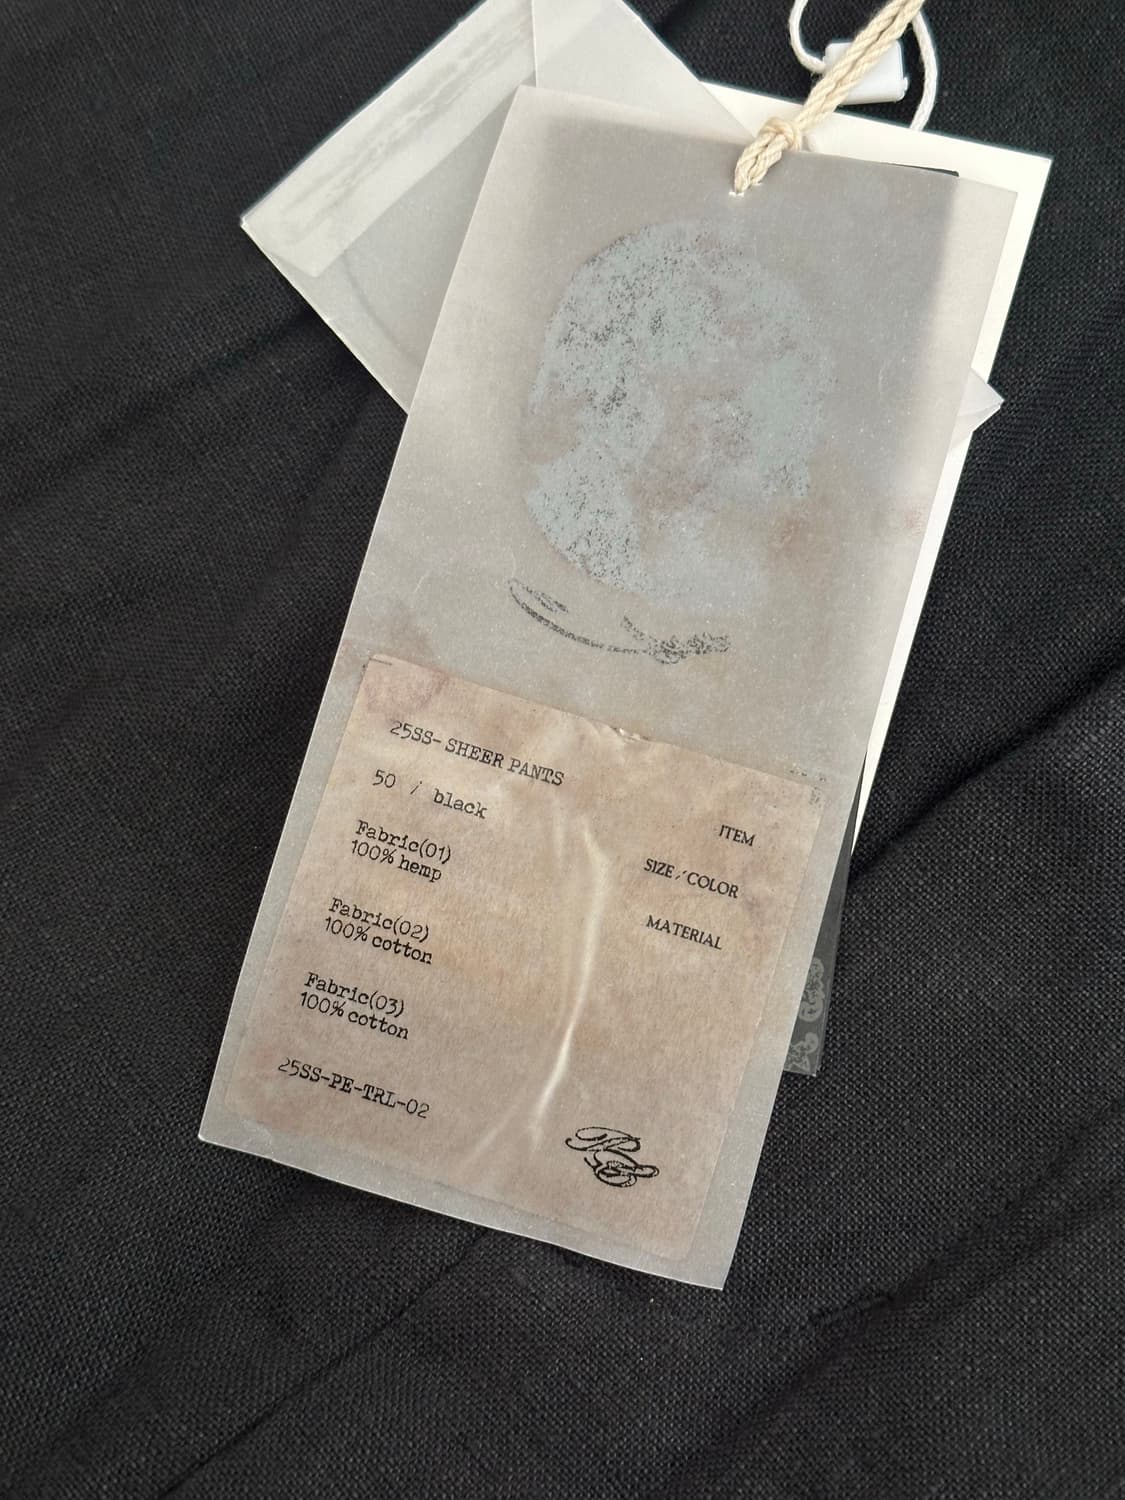 25SS- SHEER PANTS
ITEM
50 / black
SIZE / COLOR
Fabric(01)
100% hemp
MATERIAL
Fabric(02)
100% cotton
Fabric(03)
100% cotton
25SS-PE-TRL-02